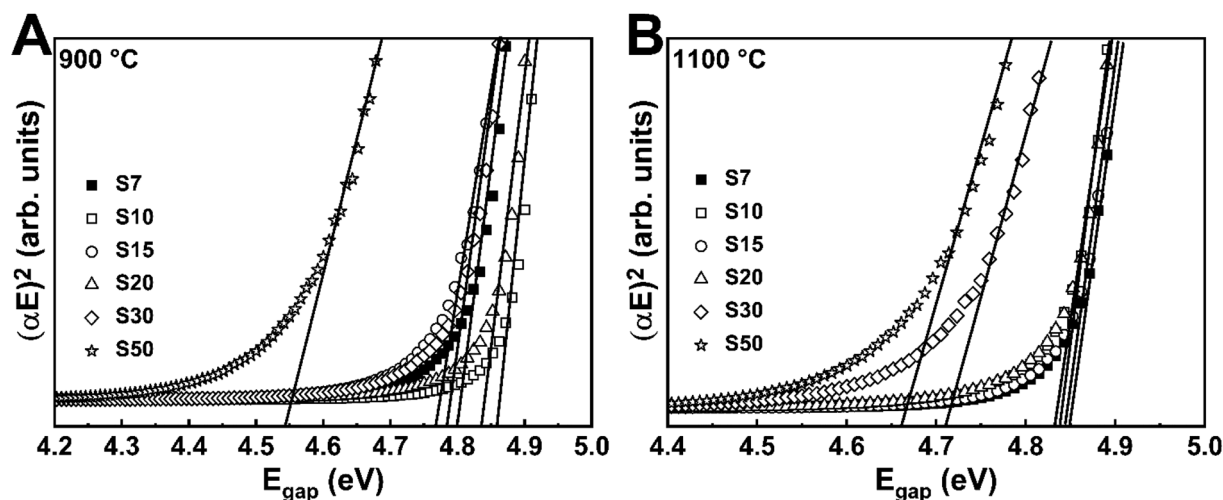 A
900 °C
(αE)² (arb. units)
S7
S10
S15
S20
S30
S50
4.2 4.3 4.4 4.5 4.6 4.7 4.8 4.9 5.0
E_gap (eV)
B
1100 °C
(αE)² (arb. units)
S7
S10
S15
S20
S30
S50
4.4 4.5 4.6 4.7 4.8 4.9 5.0
E_gap (eV)